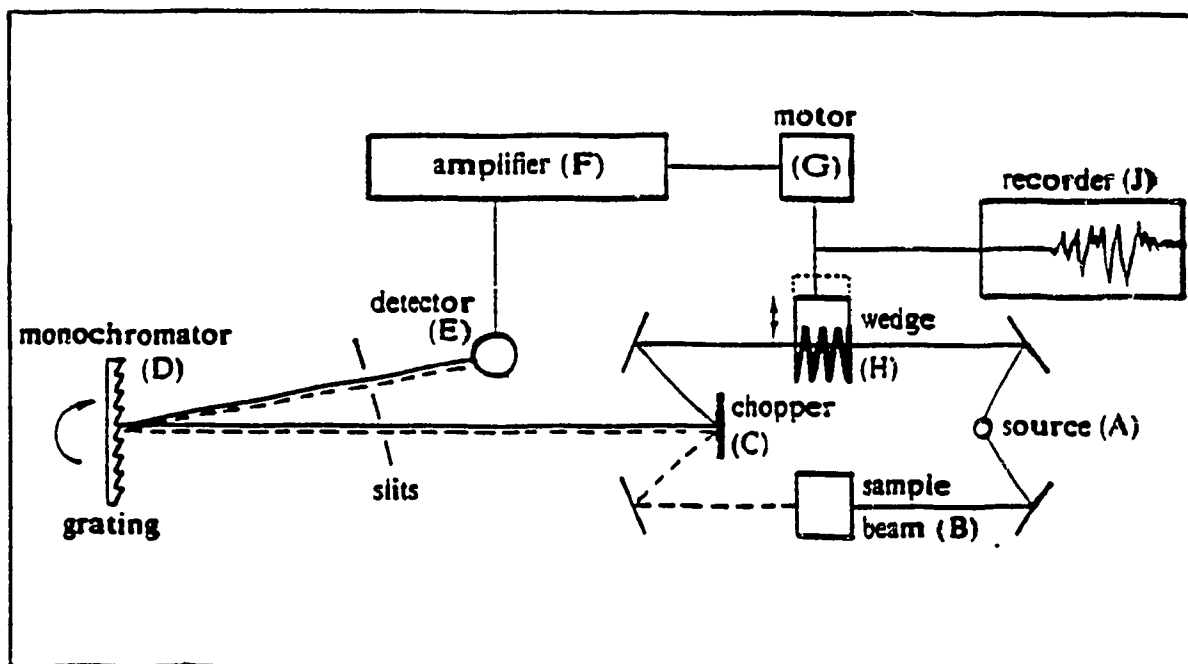 motor
(G)
amplifier (F)
recorder (J)
detector
(E)
monochromator
(D)
wedge
(H)
chopper
(C)
source (A)
slits
sample
beam (B)
grating